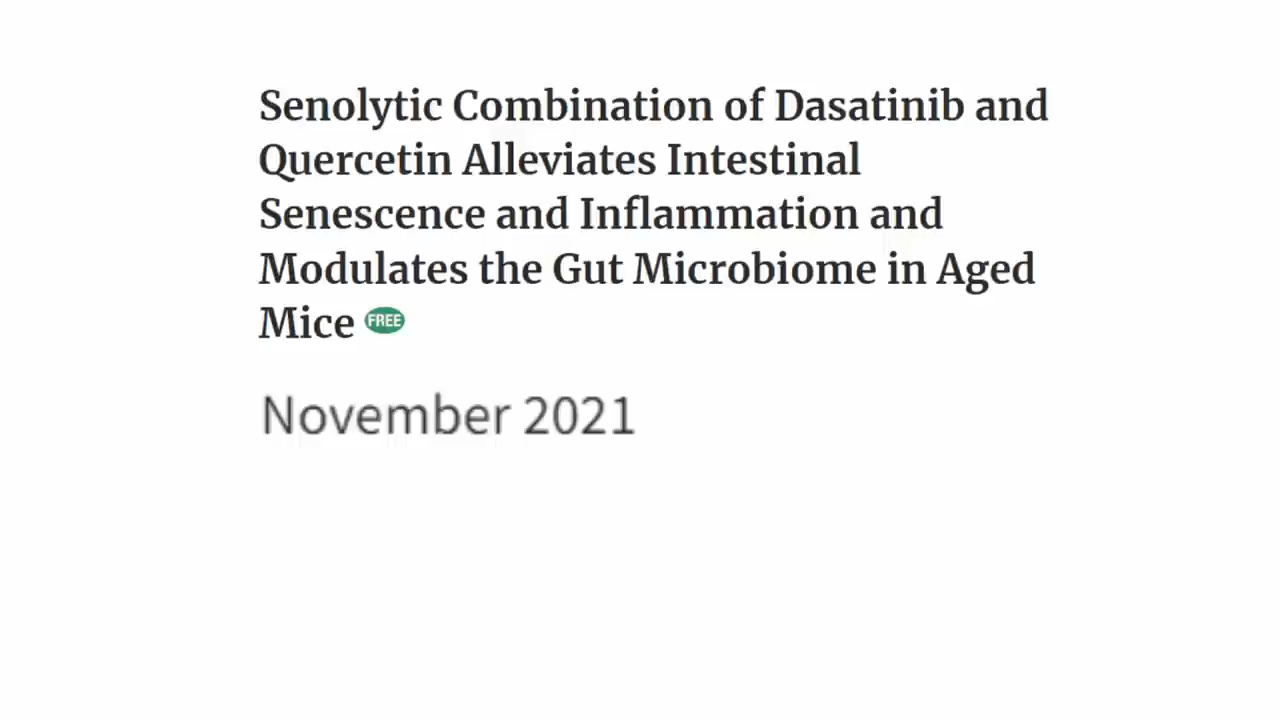 Senolytic Combination of Dasatinib and
Quercetin Alleviates Intestinal
Senescence and Inflammation and
Modulates the Gut Microbiome in Aged
Mice FREE
November 2021